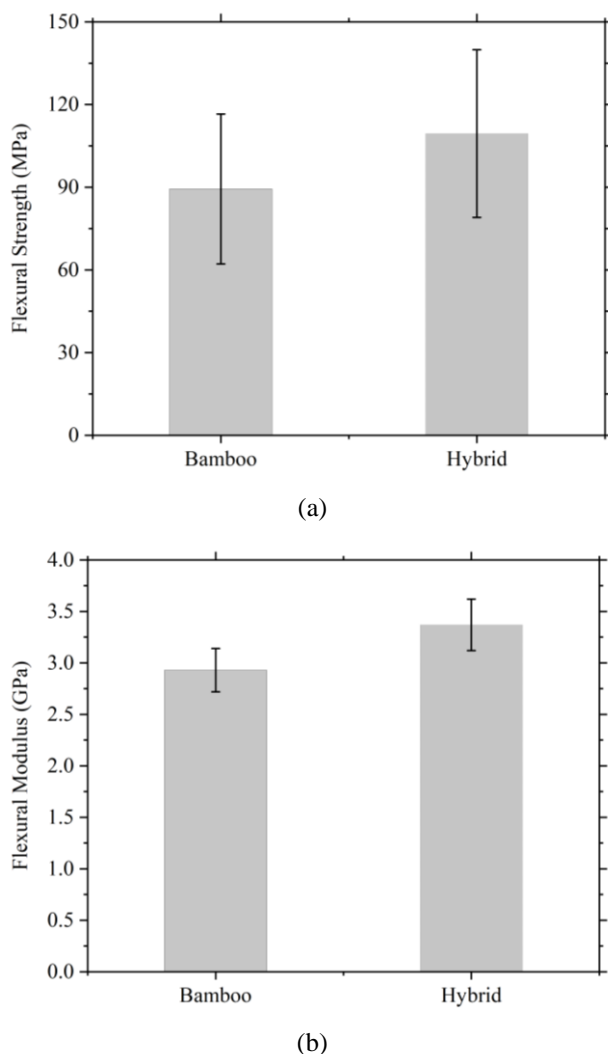 150
120
90
60
30
0
Flexural Strength (MPa)
Bamboo Hybrid
(a)
4.0
3.5
3.0
2.5
2.0
1.5
1.0
0.5
0.0
Flexural Modulus (GPa)
Bamboo Hybrid
(b)